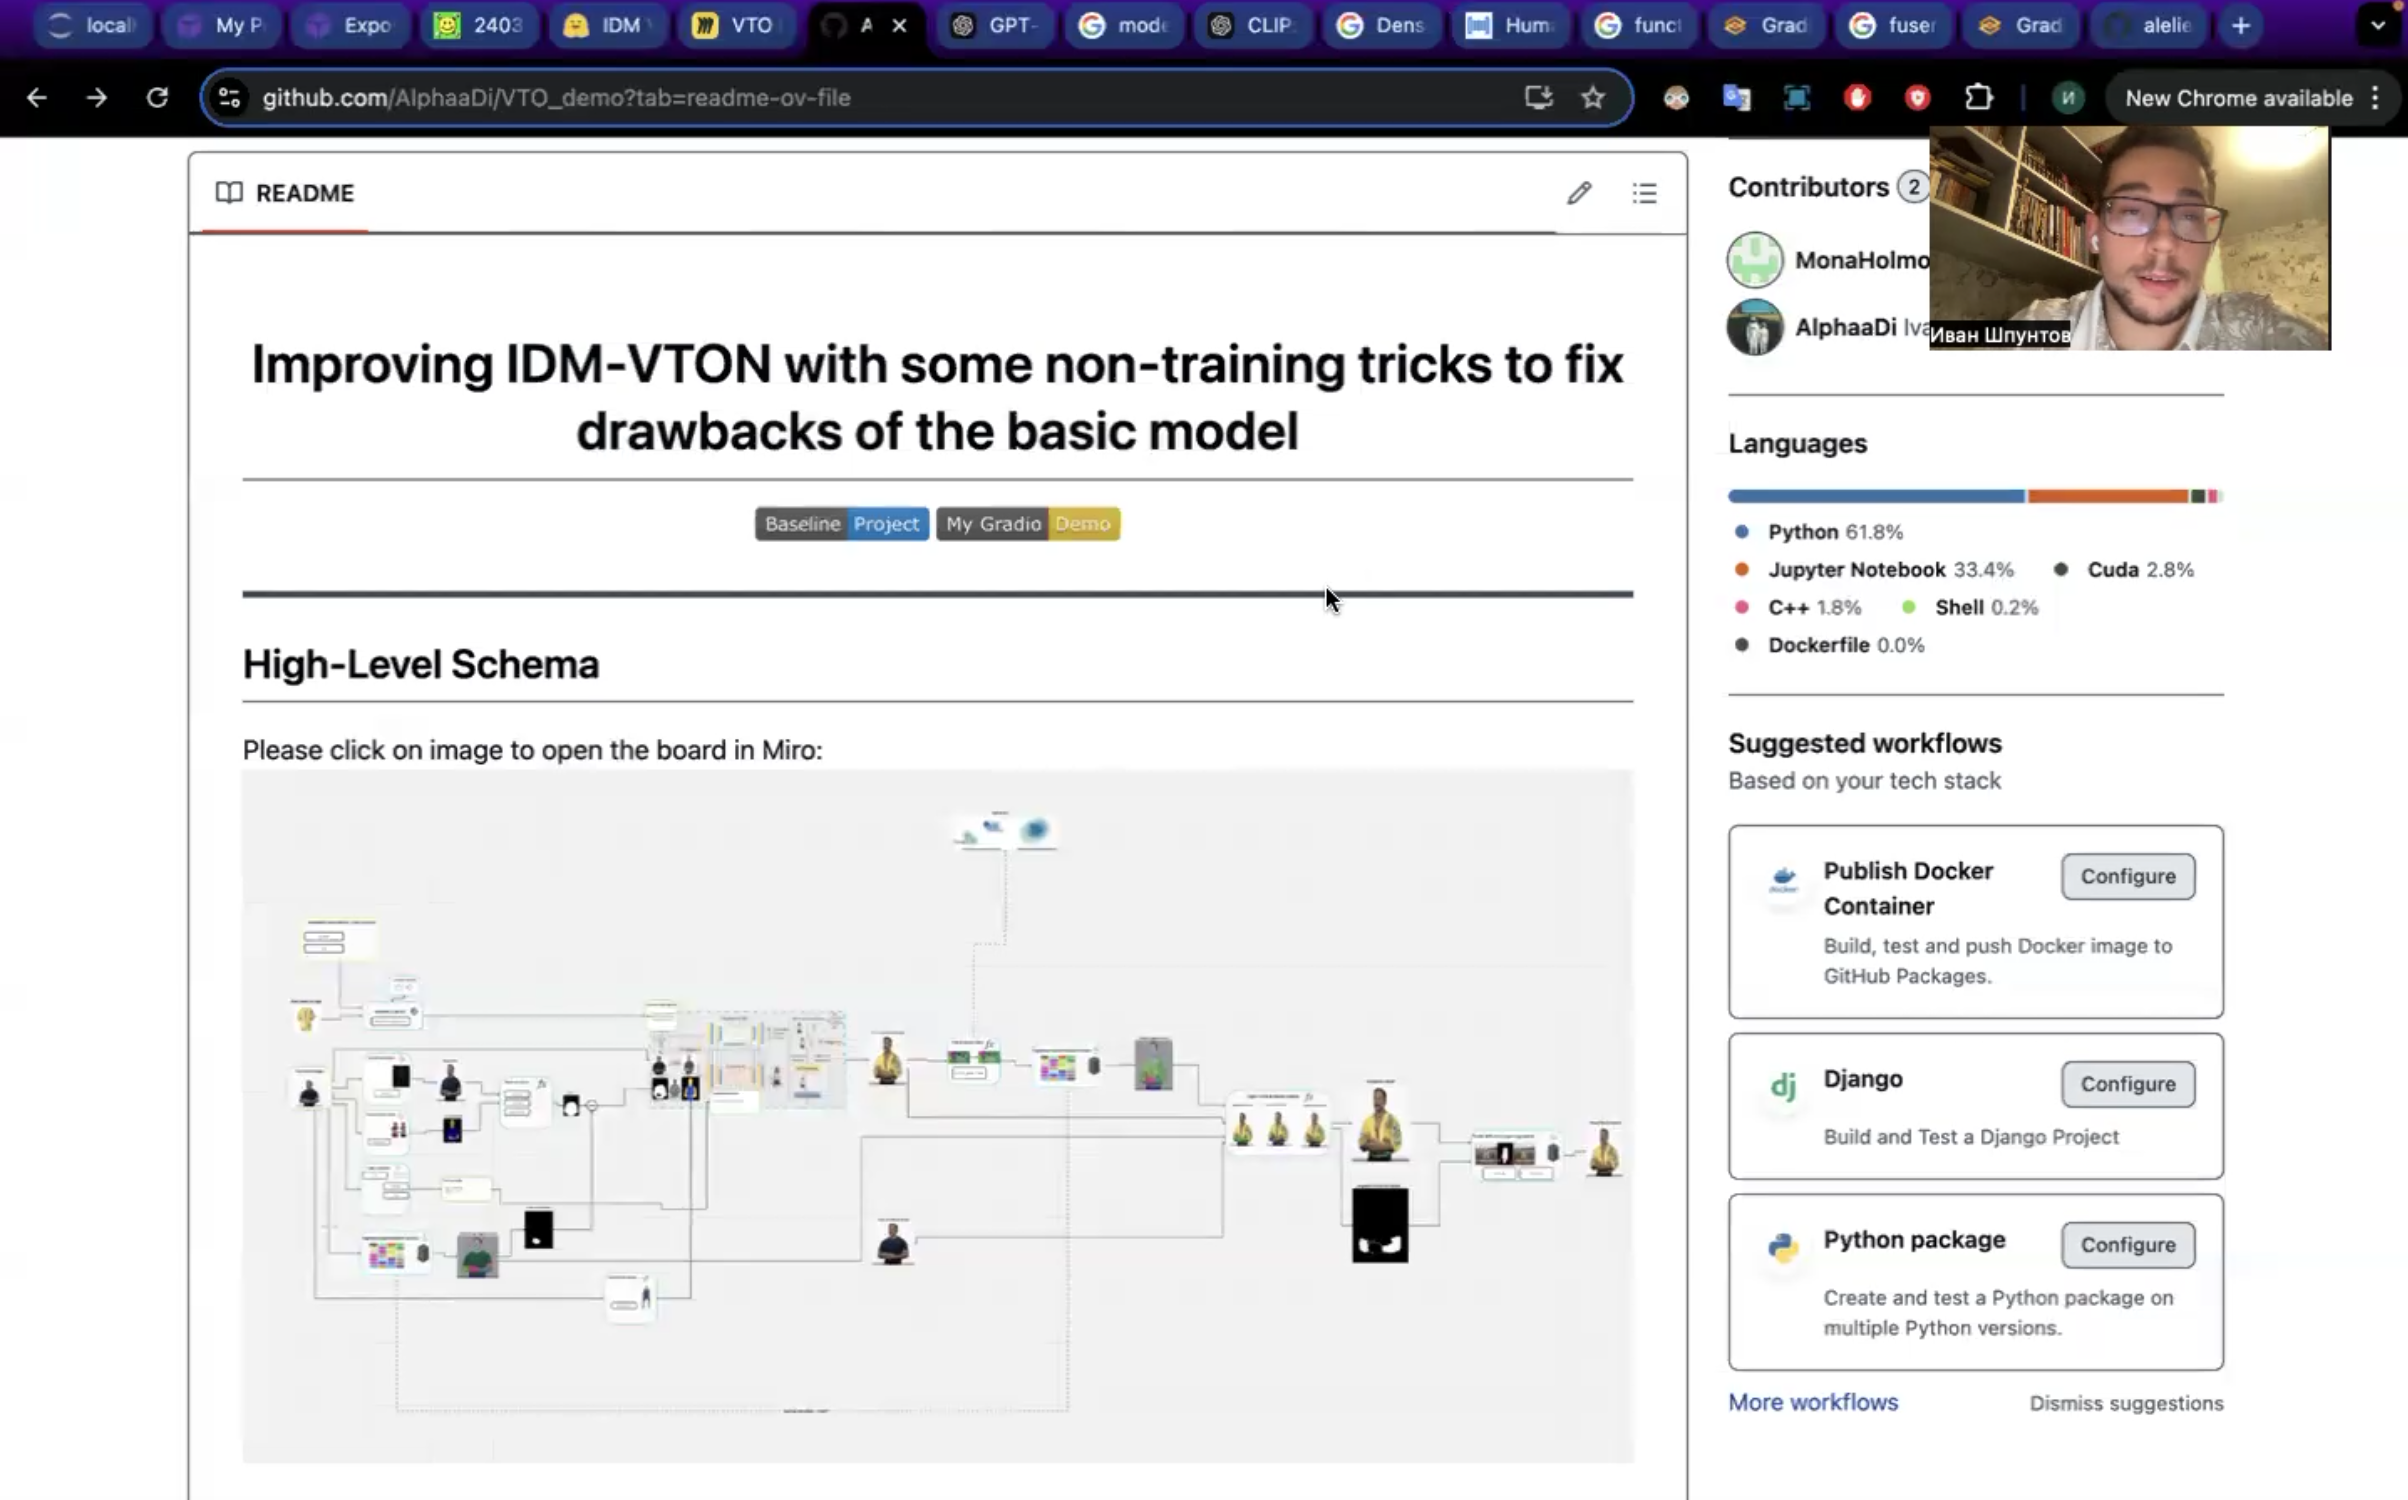 local
My P
Expo
2403
IDM
VTO
A
GPT-
mode
CLIP
Dens
Hum
funct
Grad
fuser
Grad
alelie
github.com/AlphaaDi/VTO_demo?tab=readme-ov-file
И
New Chrome available
README
Improving IDM-VTON with some non-training tricks to fix
drawbacks of the basic model
Baseline Project My Gradio Demo
High-Level Schema
Please click on image to open the board in Miro:
Contributors 2
MonaHolmo
AlphaaDi Iva
Иван Шпунтов
Languages
Python 61.8%
Jupyter Notebook 33.4% Cuda 2.8%
C++ 1.8% Shell 0.2%
Dockerfile 0.0%
Suggested workflows
Based on your tech stack
Publish Docker
Container
Configure
docker
Build, test and push Docker image to
GitHub Packages.
dj
Django
Configure
Build and Test a Django Project
Python package
Configure
Create and test a Python package on
multiple Python versions.
More workflows Dismiss suggestions